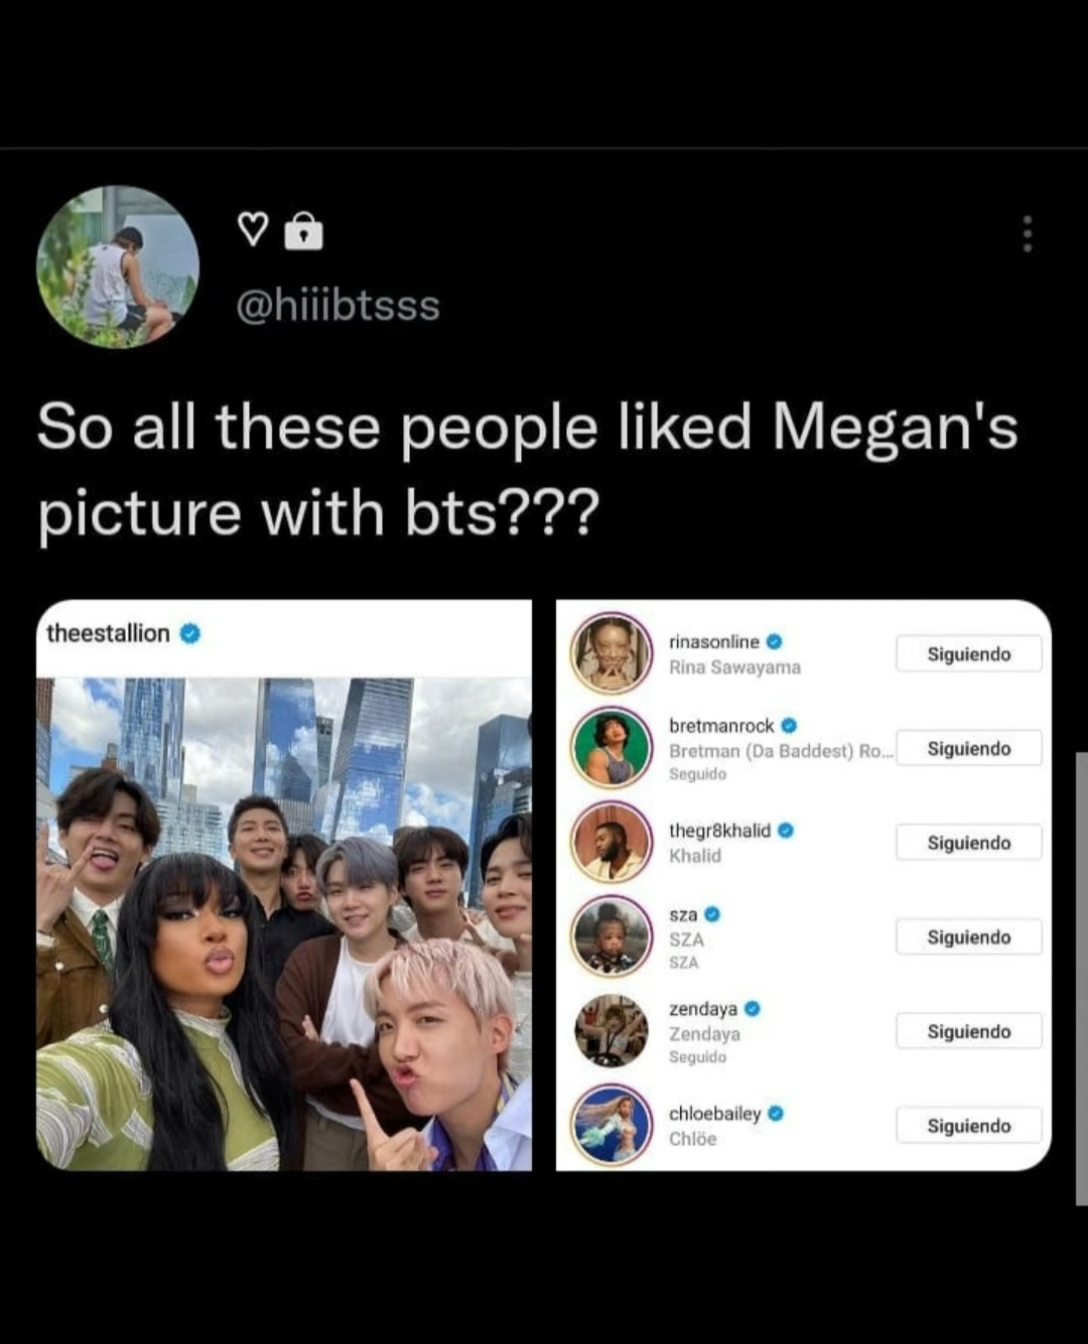 ♡ 🔒
@hiiibtsss
So all these people liked Megan's
picture with bts???
theestallion
rinasonline
Rina Sawayama
Siguiendo
bretmanrock
Bretman (Da Baddest) Ro...
Seguido
Siguiendo
thegr8khalid
Khalid
Siguiendo
sza
SZA
SZA
Siguiendo
zendaya
Zendaya
Seguido
Siguiendo
chloebailey
Chlöe
Siguiendo